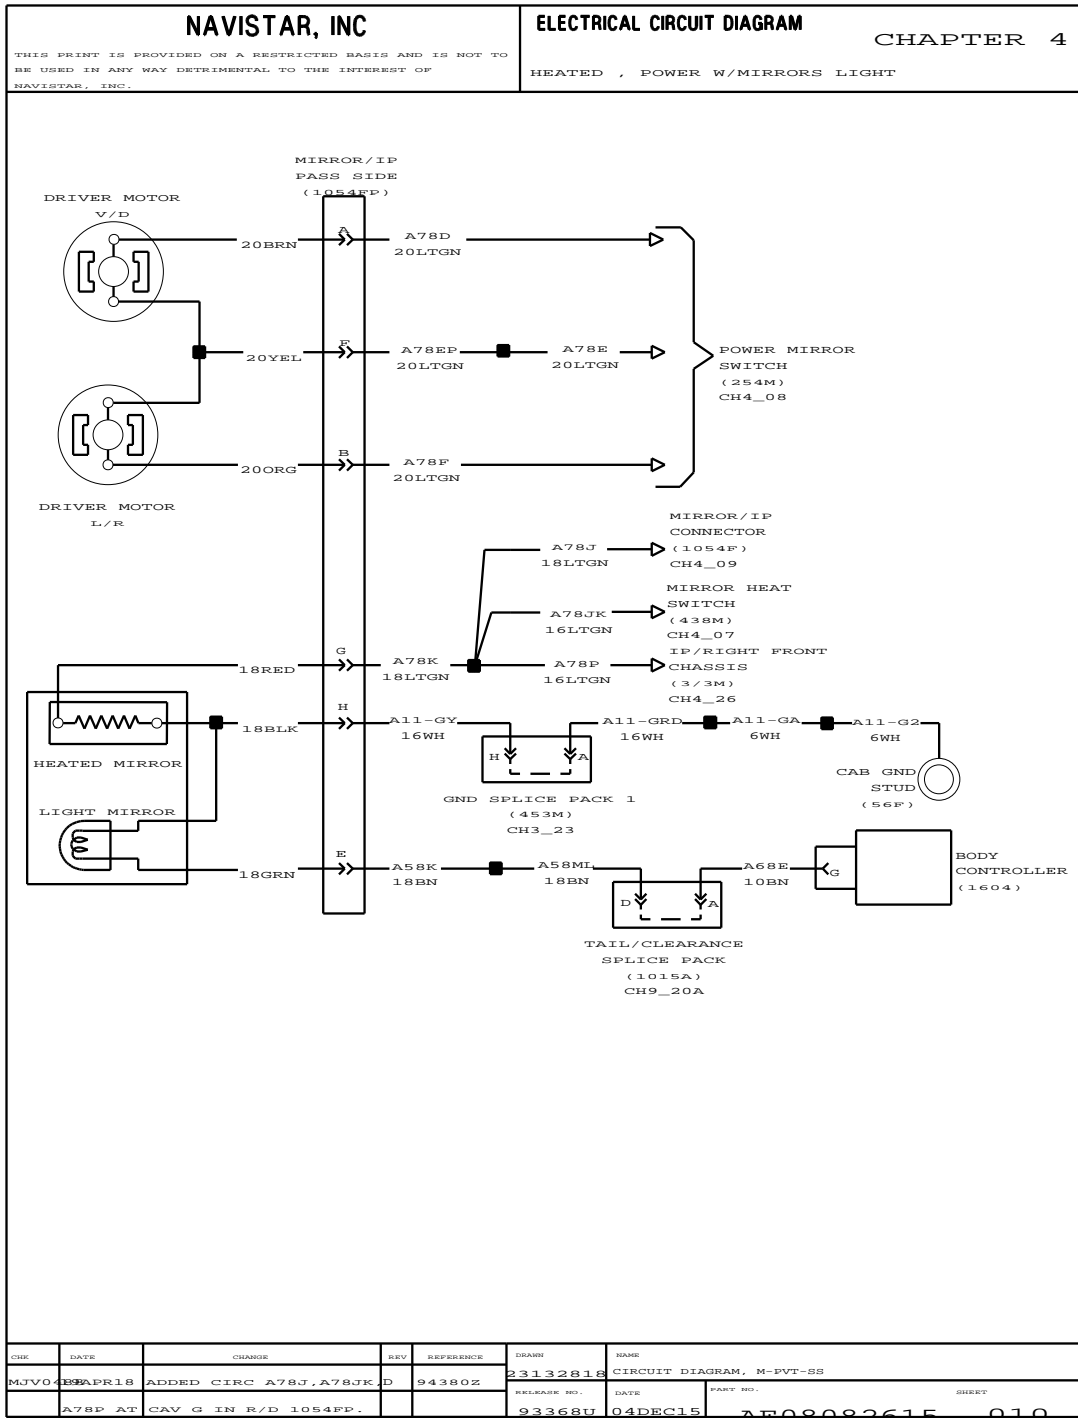 NAVISTAR, INC
THIS PRINT IS PROVIDED ON A RESTRICTED BASIS AND IS NOT TO
BE USED IN ANY WAY DETRIMENTAL TO THE INTEREST OF
NAVISTAR, INC.
ELECTRICAL CIRCUIT DIAGRAM
CHAPTER 4
HEATED , POWER W/MIRRORS LIGHT
MIRROR/IP
PASS SIDE
(1054FP)
DRIVER MOTOR
V/D
20BRN
A
A78D
20LTGN
20YEL
F
A78EP
20LTGN
A78E
20LTGN
POWER MIRROR
SWITCH
(254M)
CH4_08
20ORG
B
A78F
20LTGN
DRIVER MOTOR
L/R
A78J
18LTGN
MIRROR/IP
CONNECTOR
(1054F)
CH4_09
A78JK
16LTGN
MIRROR HEAT
SWITCH
(438M)
CH4_07
18RED
G
A78K
18LTGN
A78P
16LTGN
IP/RIGHT FRONT
CHASSIS
(3/3M)
CH4_26
18BLK
H
A11-GY
16WH
A11-GRD
16WH
A11-GA
6WH
A11-G2
6WH
H
A
HEATED MIRROR
CAB GND
STUD
(56F)
GND SPLICE PACK 1
(453M)
CH3_23
LIGHT MIRROR
18GRN
E
A58K
18BN
A58ML
18BN
A68E
10BN
G
BODY
CONTROLLER
(1604)
D
A
TAIL/CLEARANCE
SPLICE PACK
(1015A)
CH9_20A
CHK
DATE
CHANGE
REV
REFERENCE
DRAWN
NAME
APR18
ADDED CIRC A78J,A78JK,
D
94380Z
23132818
CIRCUIT DIAGRAM, M-PVT-SS
RELEASE NO.
DATE
PART NO.
SHEET
A78P AT
CAV G IN R/D 1054FP.
93368U
04DEC15
AF08082615
010